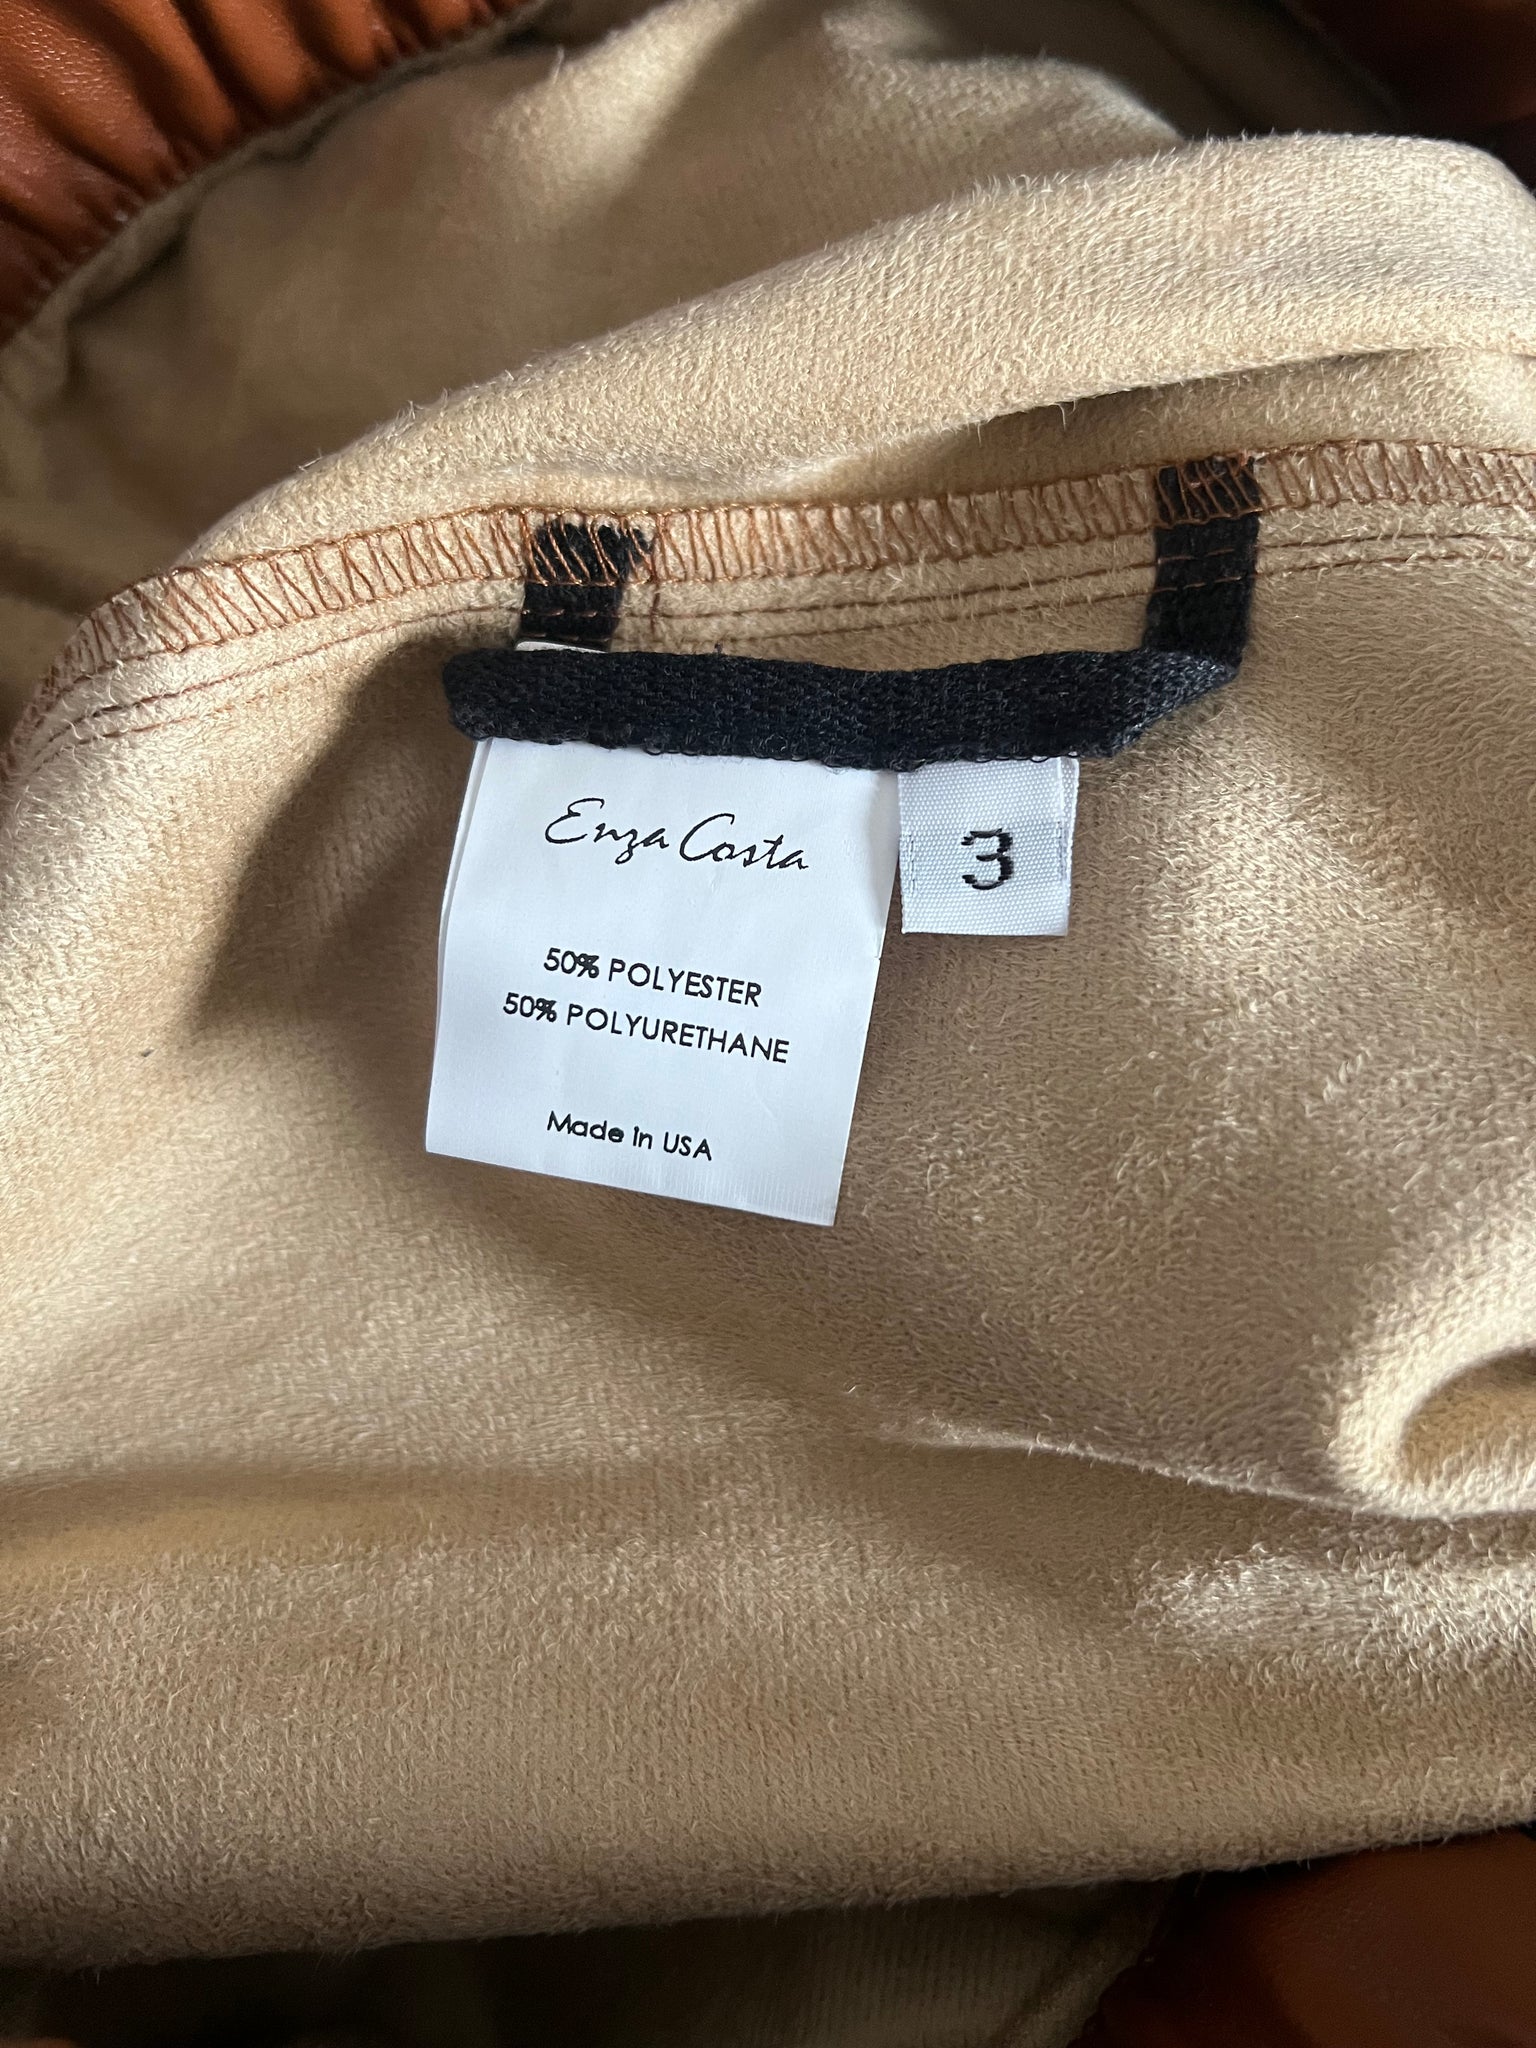 Enza Costa
3
50% POLYESTER
50% POLYURETHANE
Made in USA